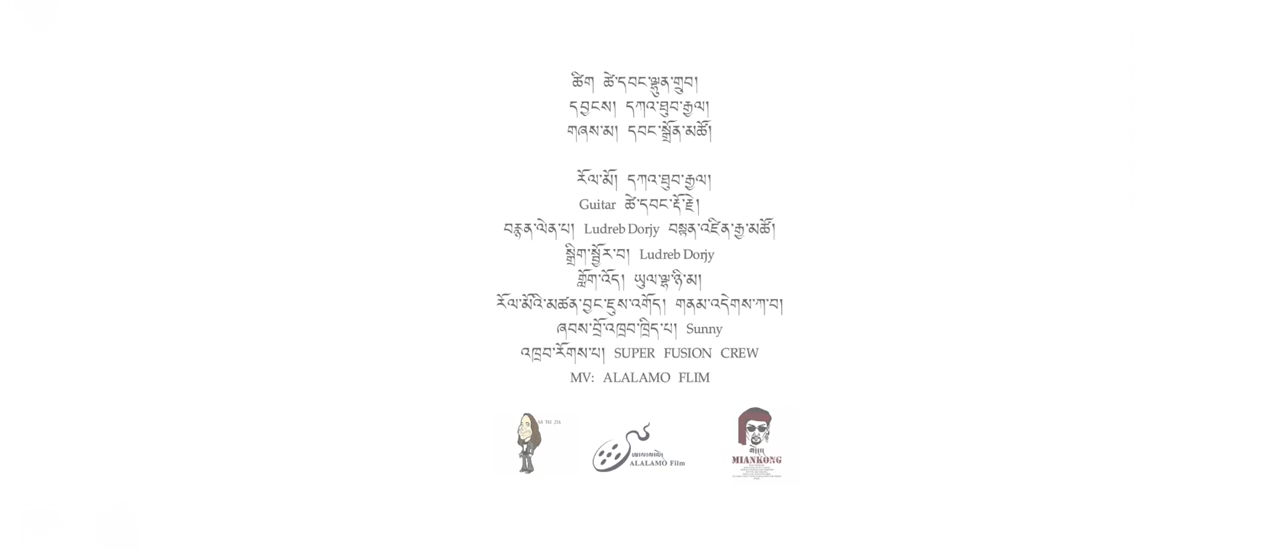 ཚིག ཚེ་དབང་ལྷུན་གྲུབ།
དབྱངས། དཀའ་ཐུབ་རྒྱལ།
གཞས་མ། དབང་སྒྲོན་མཚོ།
རོལ་མོ། དཀའ་ཐུབ་རྒྱལ།
Guitar ཚེ་དབང་རྡོ་རྗེ།
བརྙན་ལེན་པ། Ludreb Dorjy བསྟན་འཛིན་རྒྱ་མཚོ།
སྒྲིག་སྦྱོར་བ། Ludreb Dorjy
གློག་འོད། ཡུལ་ལྷ་ཉི་མ།
རོལ་མོའི་མཚན་བྱང་ཇུས་འགོད། གནམ་འདེགས་ཀ་བ།
ཞབས་བྲོ་འཁྲབ་ཁྲིད་པ། Sunny
འཁྲབ་རོགས་པ། SUPER FUSION CREW
MV: ALALAMO FLIM
ALALAMO Film
MIANKONG